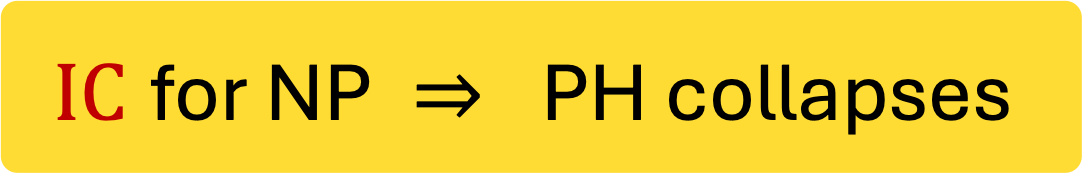 IC for NP ⇒ PH collapses